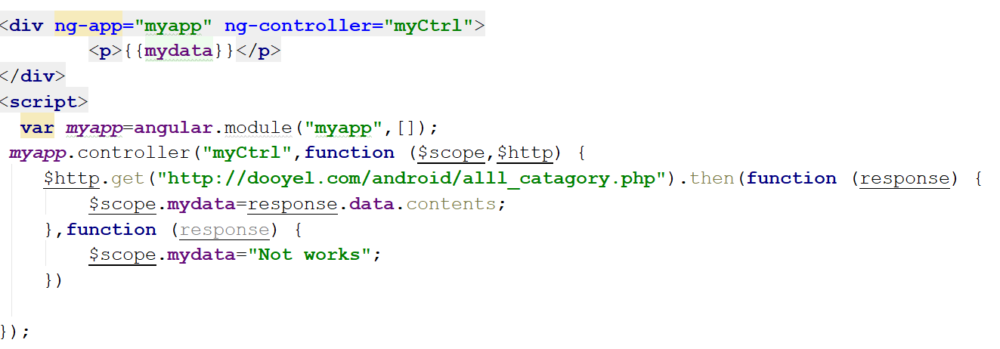 <div ng-app="myapp" ng-controller="myCtrl">
<p>{{mydata}}</p>
</div>
<script>
var myapp=angular.module("myapp",[]);
myapp.controller("myCtrl",function ($scope,$http) {
$http.get("http://dooyel.com/android/alll_catagory.php").then(function (response) {
$scope.mydata=response.data.contents;
},function (response) {
$scope.mydata="Not works";
})
});